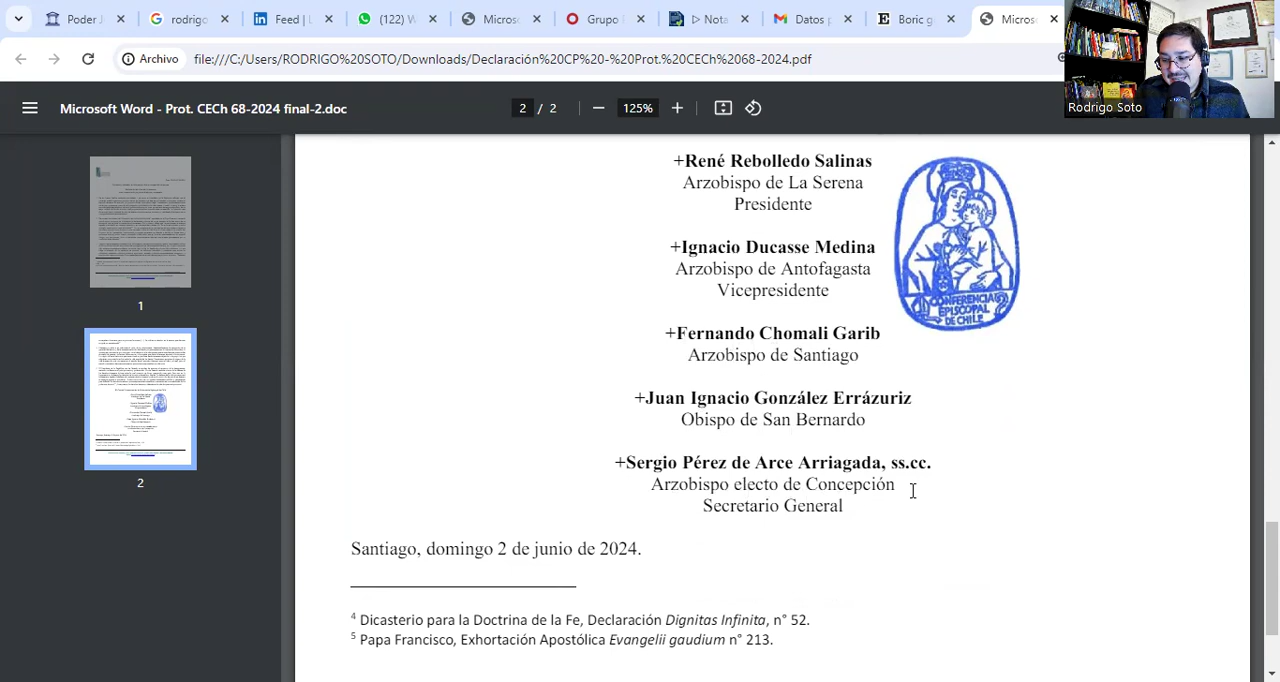 Poder J
rodrigo
Feed | L
(122) W
Micros
Grupo
▷ Nota
Datos p
Boric g
Micros
Archivo
file:///C:/Users/RODRIGO%20SOTO/Downloads/Declaración%20CP%20-%20Prot.%20CECh%2068-2024.pdf
Rodrigo Soto
Microsoft Word - Prot. CECh 68-2024 final-2.doc
2 / 2
125%
1
2
+René Rebolledo Salinas
Arzobispo de La Serena
Presidente
+Ignacio Ducasse Medina
Arzobispo de Antofagasta
Vicepresidente
CONFERENCIA
EPISCOPAL
DE CHILE
+Fernando Chomali Garib
Arzobispo de Santiago
+Juan Ignacio González Errázuriz
Obispo de San Bernardo
+Sergio Pérez de Arce Arriagada, ss.cc.
Arzobispo electo de Concepción
Secretario General
Santiago, domingo 2 de junio de 2024.
4 Dicasterio para la Doctrina de la Fe, Declaración Dignitas Infinita, n° 52.
5 Papa Francisco, Exhortación Apostólica Evangelii gaudium n° 213.